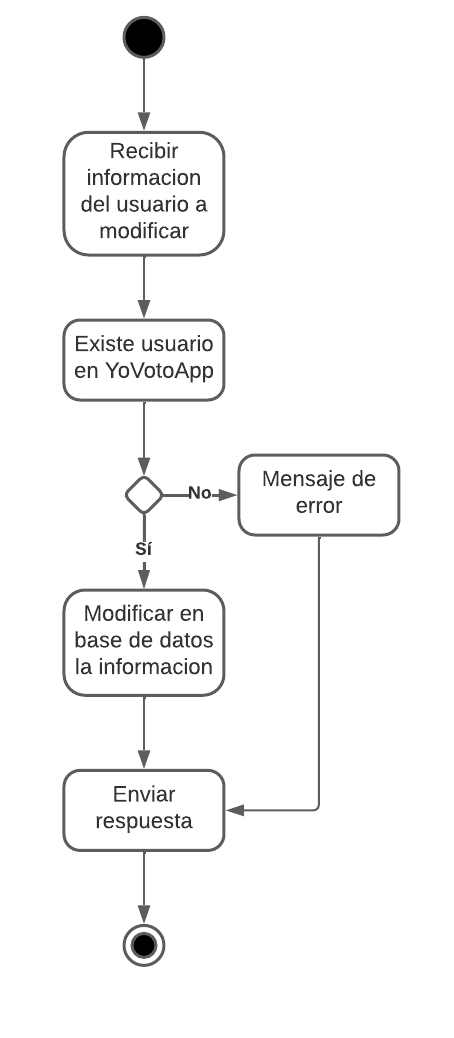 Recibir
informacion
del usuario a
modificar
Existe usuario
en YoVotoApp
No
Mensaje de
error
Sí
Modificar en
base de datos
la informacion
Enviar
respuesta